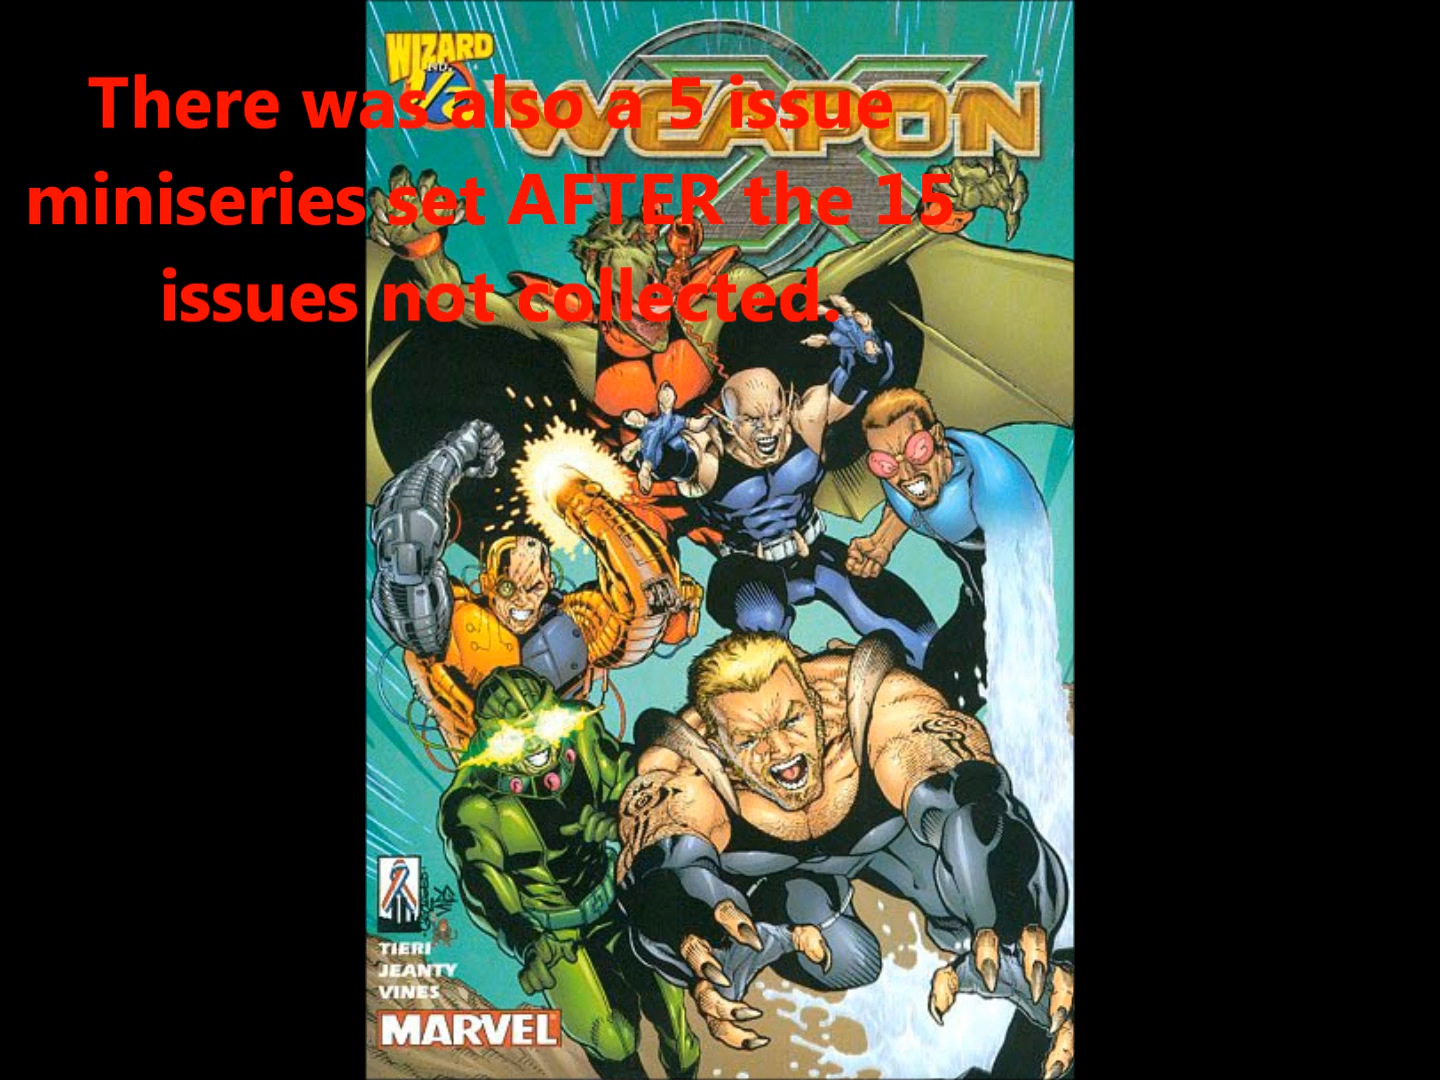 WIZARD
NO.
1/2
WEAPON
X
There was also a 5 issue
miniseries set AFTER the 15
issues not collected.
TIERI
JEANTY
VINES
MARVEL